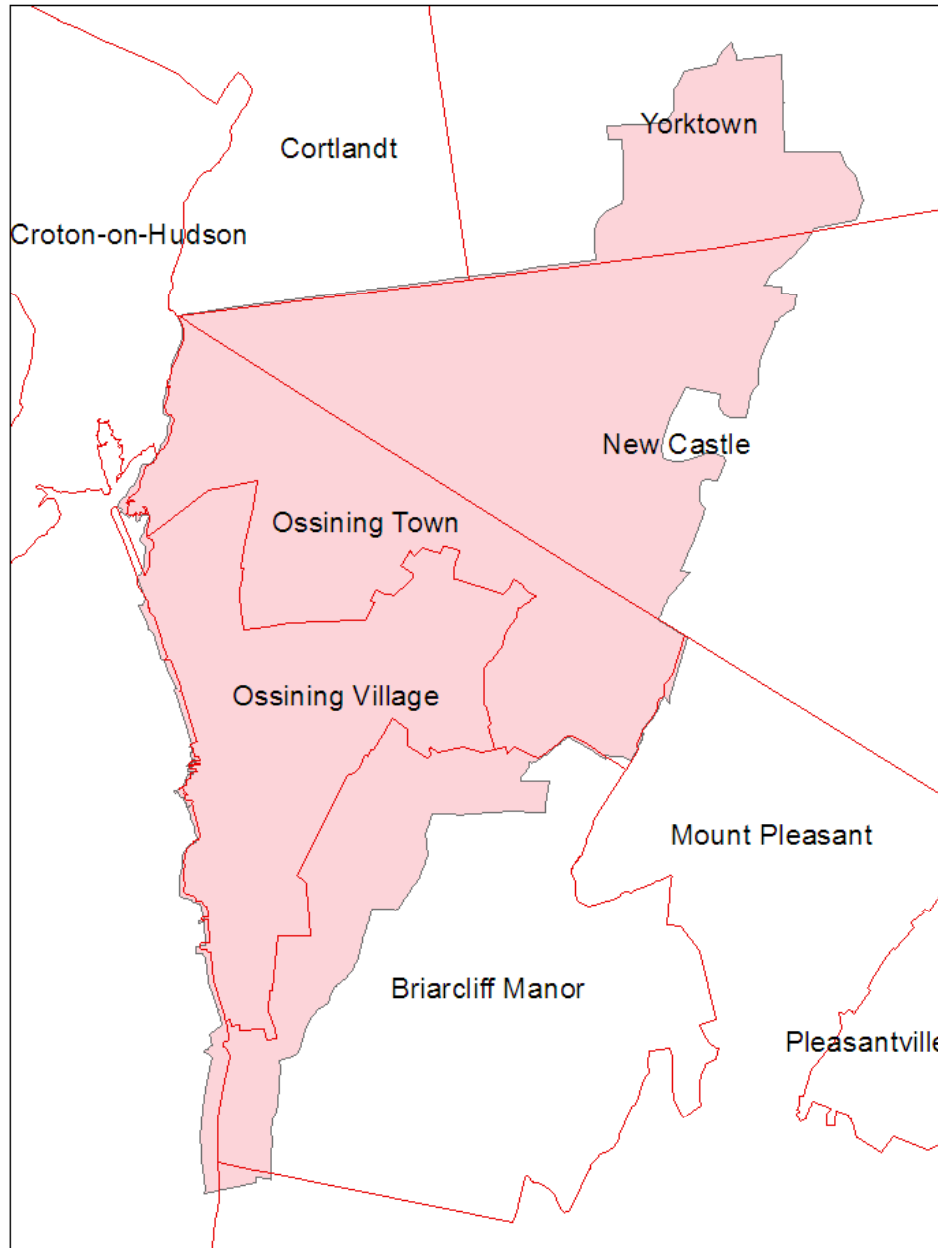 Yorktown
Cortlandt
Croton-on-Hudson
New Castle
Ossining Town
Ossining Village
Mount Pleasant
Briarcliff Manor
Pleasantville